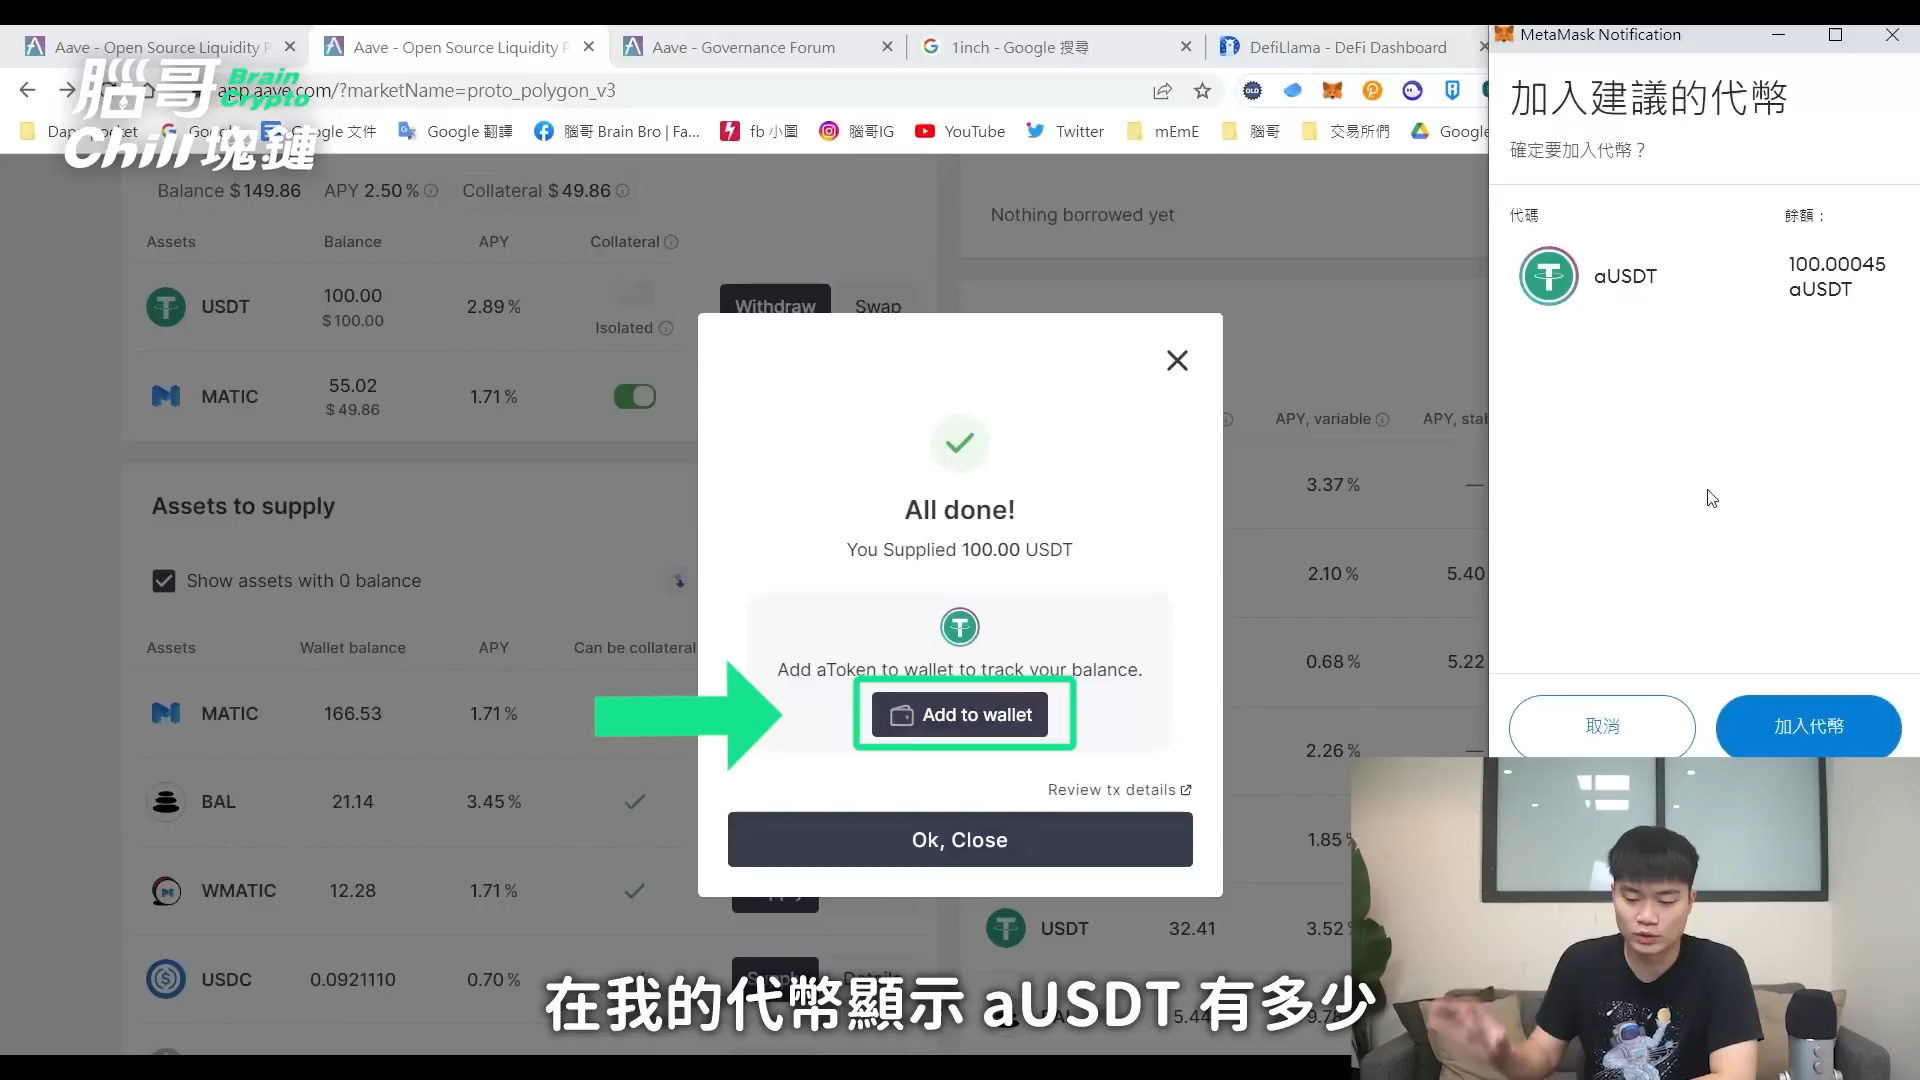 Aave - Open Source Liquidity P
Aave - Open Source Liquidity P
Aave - Governance Forum
1inch - Google 搜尋
DefiLlama - DeFi Dashboard
MetaMask Notification
app.aave.com/?marketName=proto_polygon_v3
腦哥
Brain
Crypto
Chill 塊鏈
Google 文件
Google 翻譯
腦哥 Brain Bro | Fa...
fb 小圈
腦哥IG
YouTube
Twitter
mEmE
腦哥
交易所們
Google
Balance $ 149.86
APY 2.50 %
Collateral $ 49.86
Assets
Balance
APY
Collateral
USDT
100.00
$ 100.00
2.89 %
Isolated
Withdraw
Swap
MATIC
55.02
$ 49.86
1.71 %
Nothing borrowed yet
APY, variable
APY, stab
3.37 %
—
2.10 %
5.40
0.68 %
5.22
2.26 %
—
1.85 %
USDT
32.41
3.52 %
Assets to supply
Show assets with 0 balance
Assets
Wallet balance
APY
Can be collateral
MATIC
166.53
1.71 %
BAL
21.14
3.45 %
WMATIC
12.28
1.71 %
USDC
0.0921110
0.70 %
Supply
Details
All done!
You Supplied 100.00 USDT
Add aToken to wallet to track your balance.
Add to wallet
Review tx details
Ok, Close
加入建議的代幣
確定要加入代幣？
代碼
餘額：
aUSDT
100.00045
aUSDT
取消
加入代幣
在我的代幣顯示 aUSDT 有多少